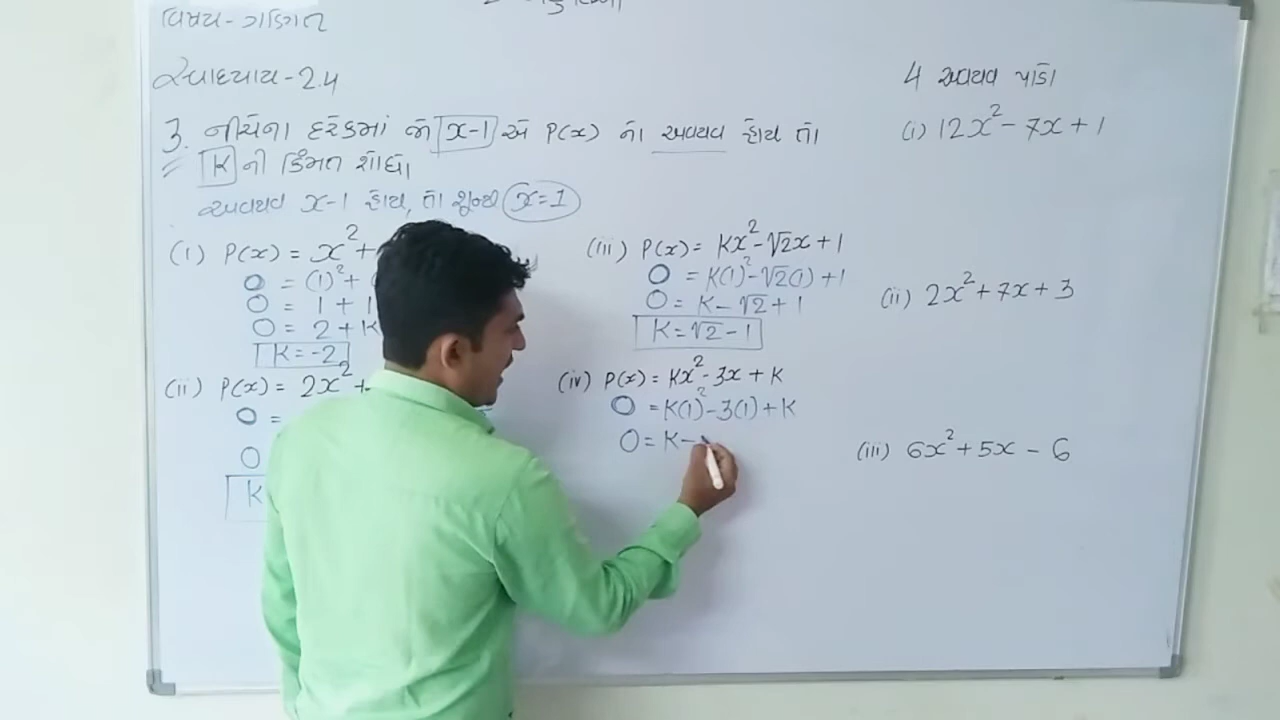 વિષય - ગણિત
સ્વાધ્યાય - 2.4
3. નીચેના દરેકમાં જો x-1 એ P(x) ના અવયવ હોય તો
K ની કિંમત શોધો
અવયવ x-1 હોય, તો શૂન્ય x=1
(i) P(x) = x² +
0 = (1)² +
0 = 1 + 1
0 = 2 + K
K = -2
(ii) P(x) = 2x² +
0 =
0
K
(iii) P(x) = Kx² - √2x + 1
0 = K(1)² - √2(1) + 1
0 = K - √2 + 1
K = √2 - 1
(iv) P(x) = Kx² - 3x + K
0 = K(1)² - 3(1) + K
0 = K -
4 અવયવ પાડો
(i) 12x² - 7x + 1
(ii) 2x² + 7x + 3
(iii) 6x² + 5x - 6